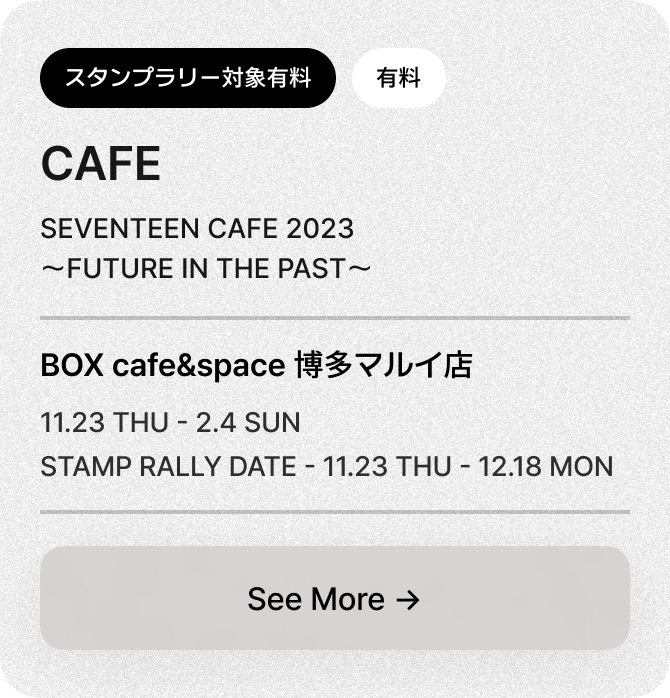 スタンプラリー対象有料
有料
CAFE
SEVENTEEN CAFE 2023
〜FUTURE IN THE PAST〜
BOX cafe&space 博多マルイ店
11.23 THU - 2.4 SUN
STAMP RALLY DATE - 11.23 THU - 12.18 MON
See More →